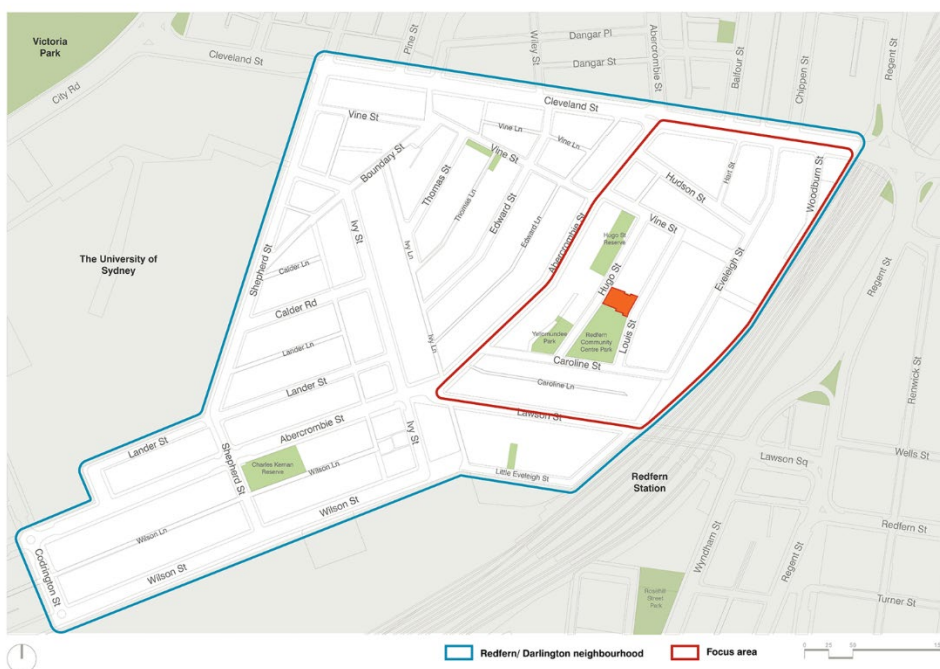 Victoria
Park
City Rd
Cleveland St
Pine St
Wiley St
Dangar Pl
Dangar St
Abercrombie St
Balfour St
Chippen St
Regent St
Cleveland St
Vine St
Boundary St
Vine Ln
Vine St
Vine Ln
Thomas St
Thomas Ln
Edward St
Edward Ln
Abercrombie St
Hudson St
Hart St
Woodburn St
Vine St
Eveleigh St
Hugo St
Reserve
Hugo St
Louis St
The University of
Sydney
Shepherd St
Ivy St
Ivy Ln
Calder Ln
Calder Rd
Ivy Ln
Lander Ln
Lander St
Yellomundee
Park
Redfern
Community
Centre Park
Caroline St
Caroline Ln
Lawson St
Regent St
Renwick St
Abercrombie St
Lander St
Shepherd St
Charles Kernan
Reserve
Wilson Ln
Ivy St
Little Eveleigh St
Redfern
Station
Lawson Sq
Wells St
Wilson St
Wilson Ln
Wilson St
Codrington St
Wyndham St
Regent St
Redfern St
Turner St
Street
Park
Redfern/ Darlington neighbourhood
Focus area
0 25 50